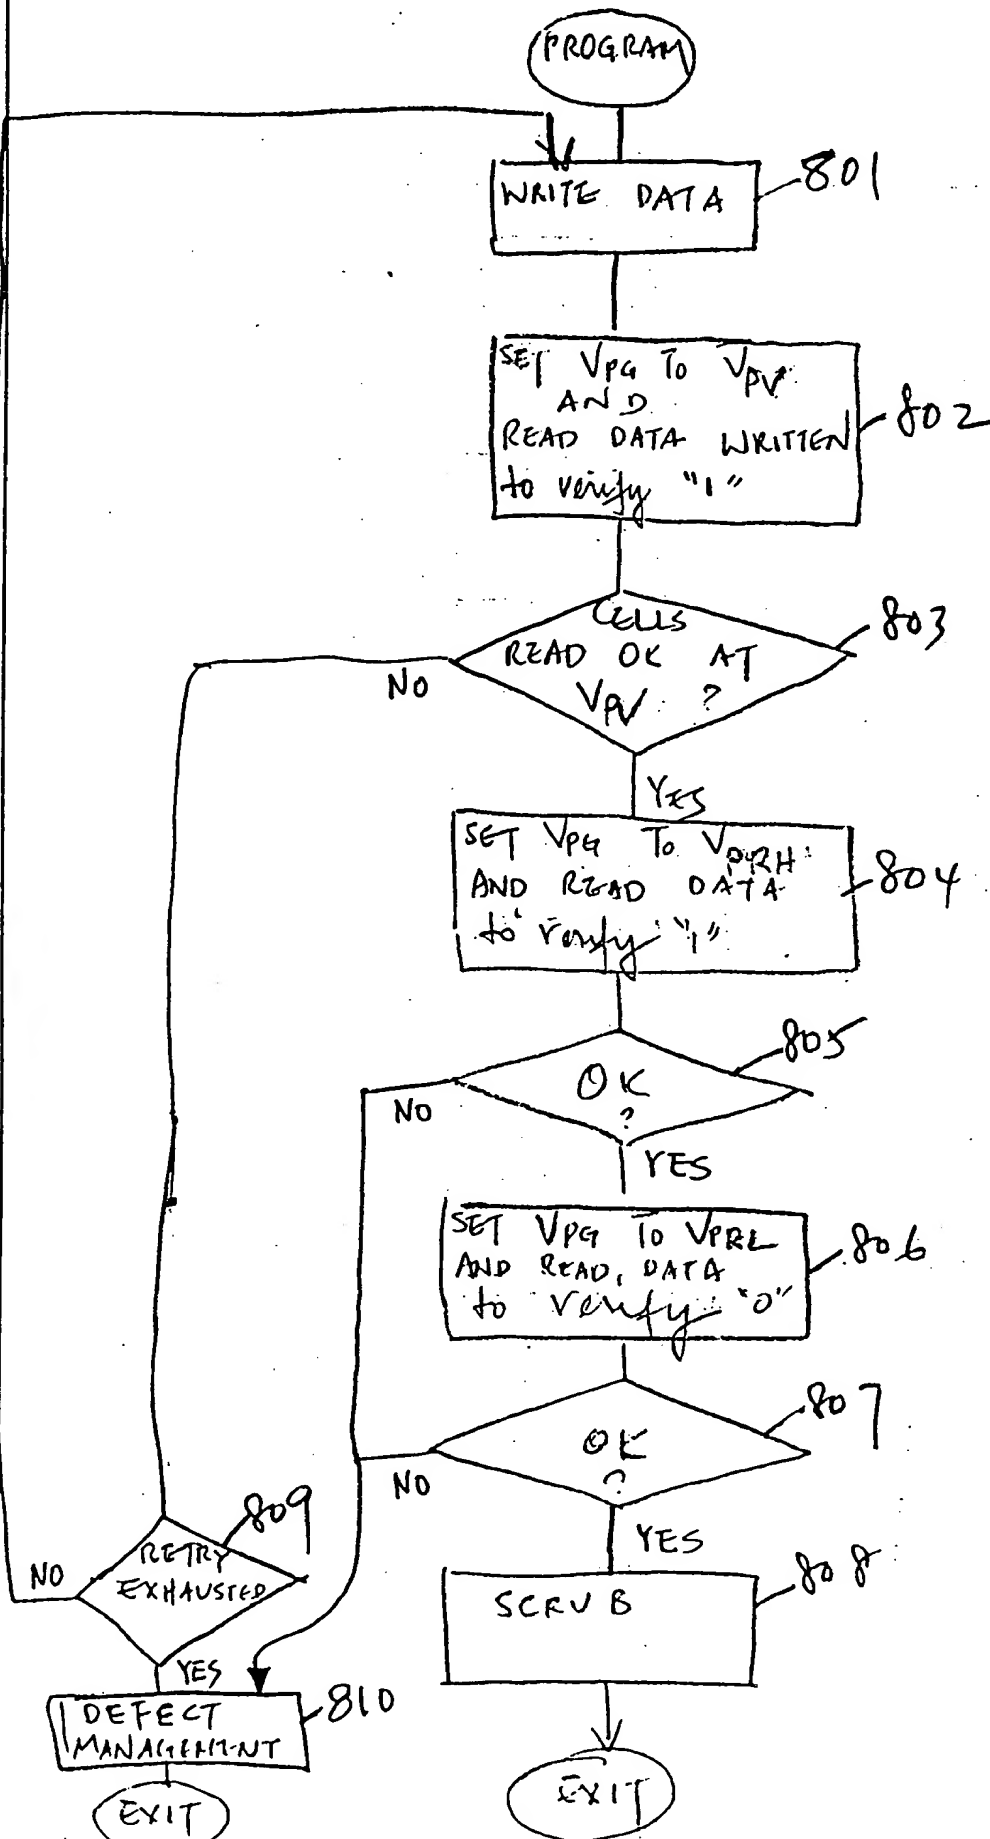 PROGRAM
WRITE DATA
801
SET VPG TO VPV
AND
READ DATA WRITTEN
to verify "1"
802
CELLS
READ OK AT
VPV ?
803
NO
YES
SET VPG TO
AND READ DATA
to verify "1"
804
OK
?
805
NO
YES
SET VPG TO VPRL
AND READ DATA
to verify "0"
806
OK
?
807
NO
YES
SCRUB
808
EXIT
RETRY
EXHAUSTED
809
NO
YES
DEFECT
MANAGEMENT
810
EXIT